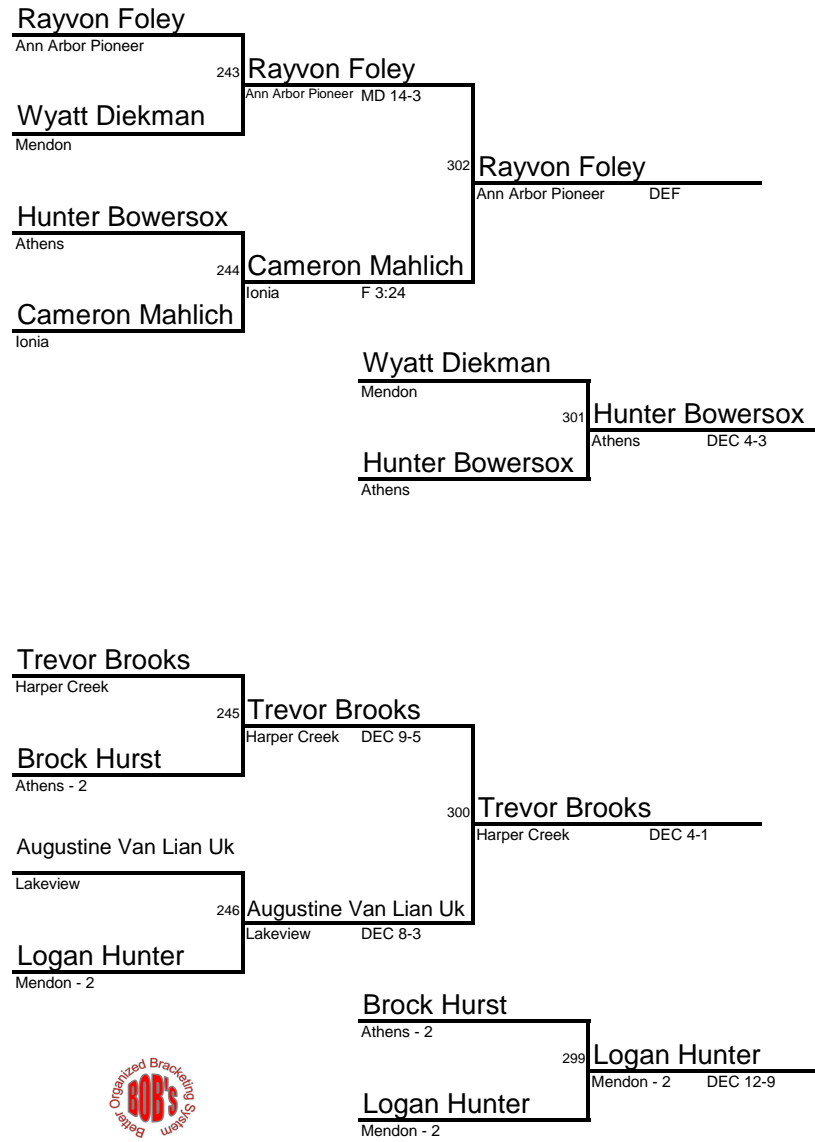 Rayvon Foley
Ann Arbor Pioneer
243 Rayvon Foley
Ann Arbor Pioneer MD 14-3
Wyatt Diekman
Mendon
302 Rayvon Foley
Ann Arbor Pioneer DEF
Hunter Bowersox
Athens
244 Cameron Mahlich
Ionia F 3:24
Cameron Mahlich
Ionia
Wyatt Diekman
Mendon
301 Hunter Bowersox
Athens DEC 4-3
Hunter Bowersox
Athens
Trevor Brooks
Harper Creek
245 Trevor Brooks
Harper Creek DEC 9-5
Brock Hurst
Athens - 2
300 Trevor Brooks
Harper Creek DEC 4-1
Augustine Van Lian Uk
Lakeview
246 Augustine Van Lian Uk
Lakeview DEC 8-3
Logan Hunter
Mendon - 2
Brock Hurst
Athens - 2
299 Logan Hunter
Mendon - 2 DEC 12-9
Logan Hunter
Mendon - 2
Better Organized Bracketing System
BOB's